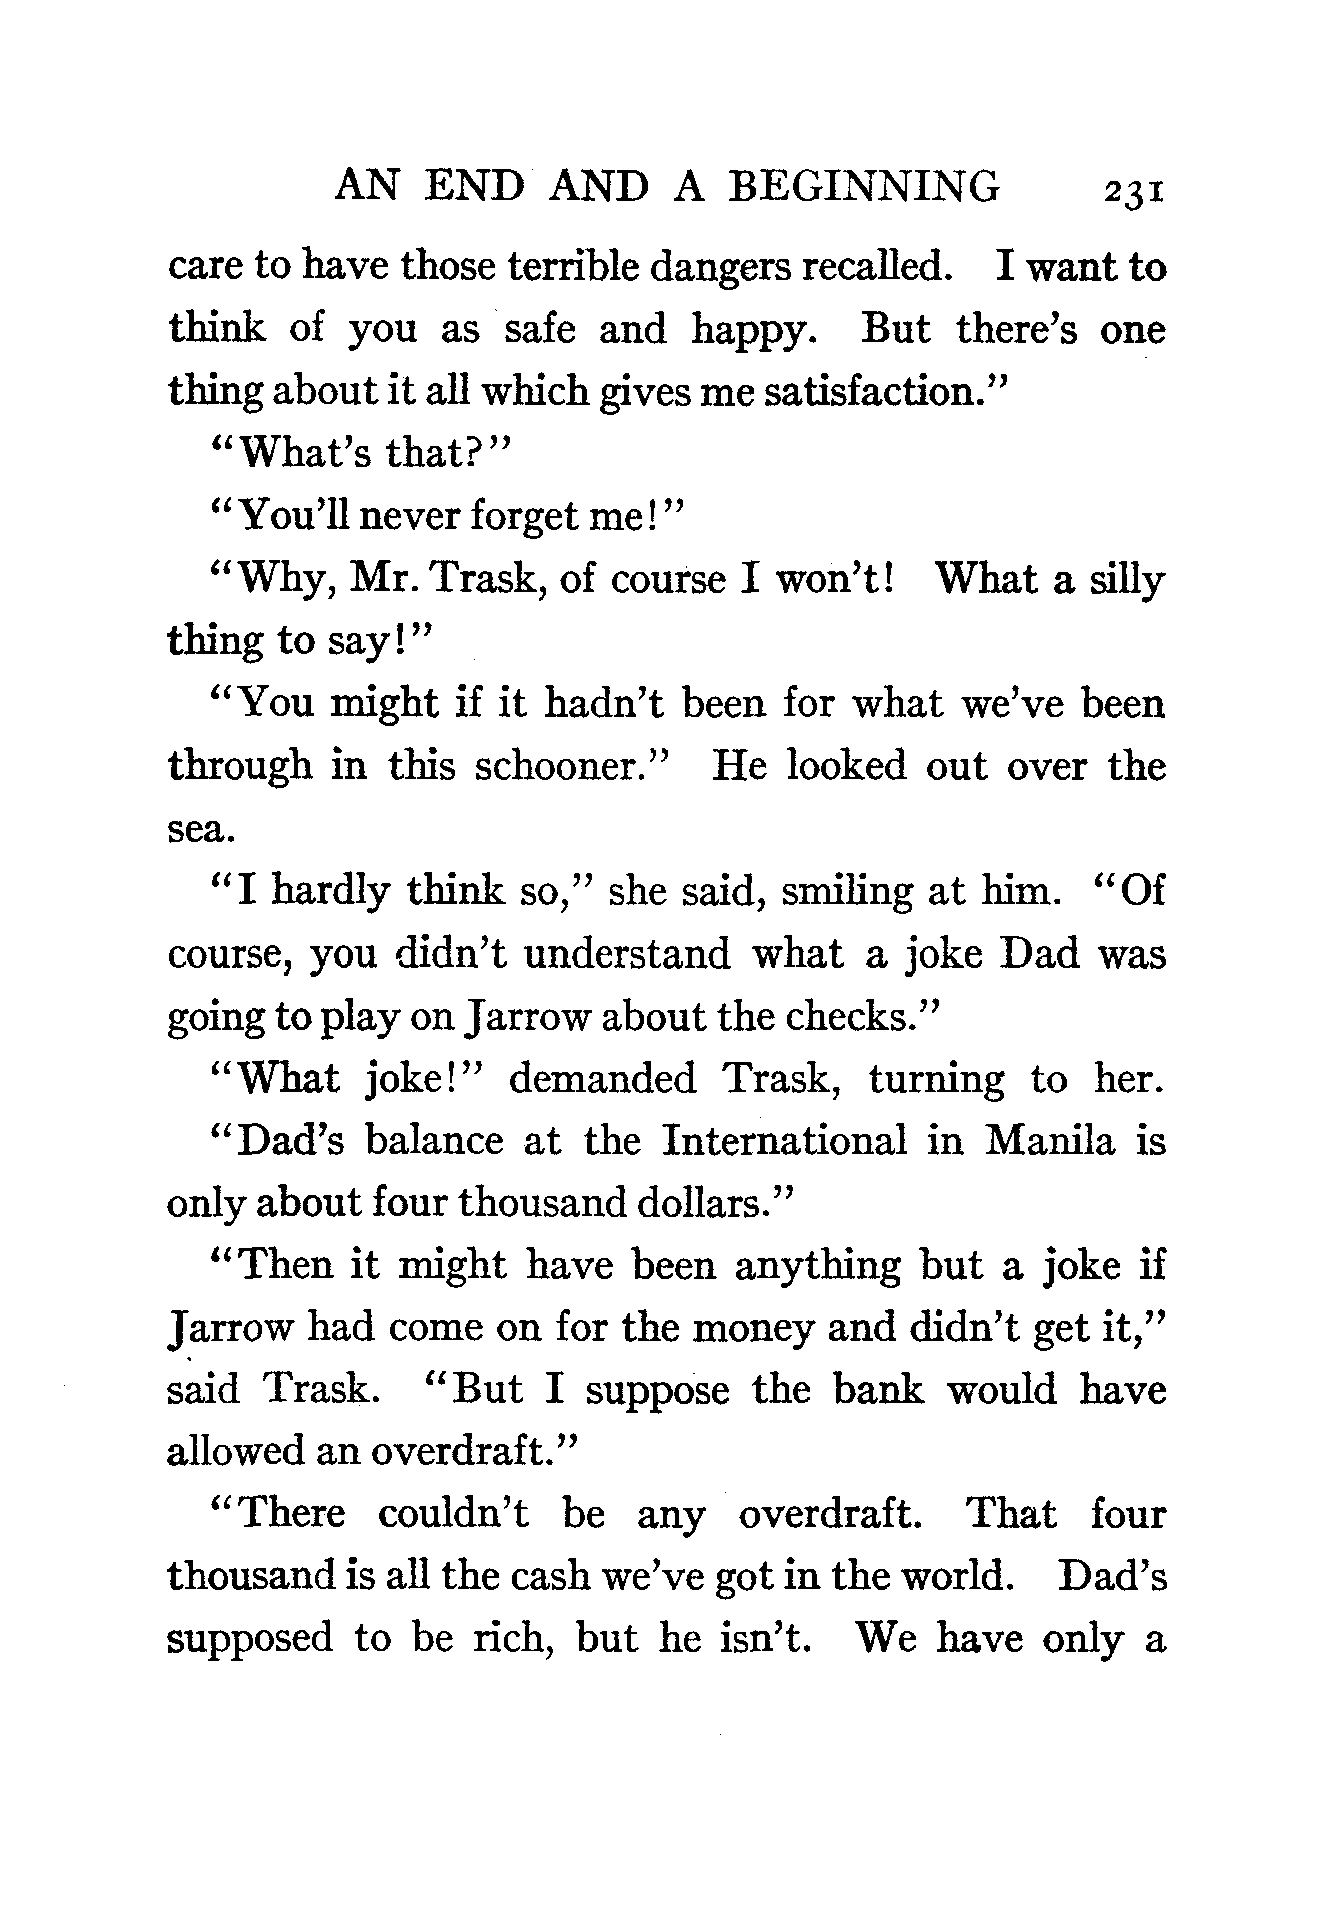 AN END AND A BEGINNING 231
care to have those terrible dangers recalled. I want to
think of you as safe and happy. But there's one
thing about it all which gives me satisfaction."
"What's that?"
"You'll never forget me!"
"Why, Mr. Trask, of course I won't! What a silly
thing to say!"
"You might if it hadn't been for what we've been
through in this schooner." He looked out over the
sea.
"I hardly think so," she said, smiling at him. "Of
course, you didn't understand what a joke Dad was
going to play on Jarrow about the checks."
"What joke!" demanded Trask, turning to her.
"Dad's balance at the International in Manila is
only about four thousand dollars."
"Then it might have been anything but a joke if
Jarrow had come on for the money and didn't get it,"
said Trask. "But I suppose the bank would have
allowed an overdraft."
"There couldn't be any overdraft. That four
thousand is all the cash we've got in the world. Dad's
supposed to be rich, but he isn't. We have only a